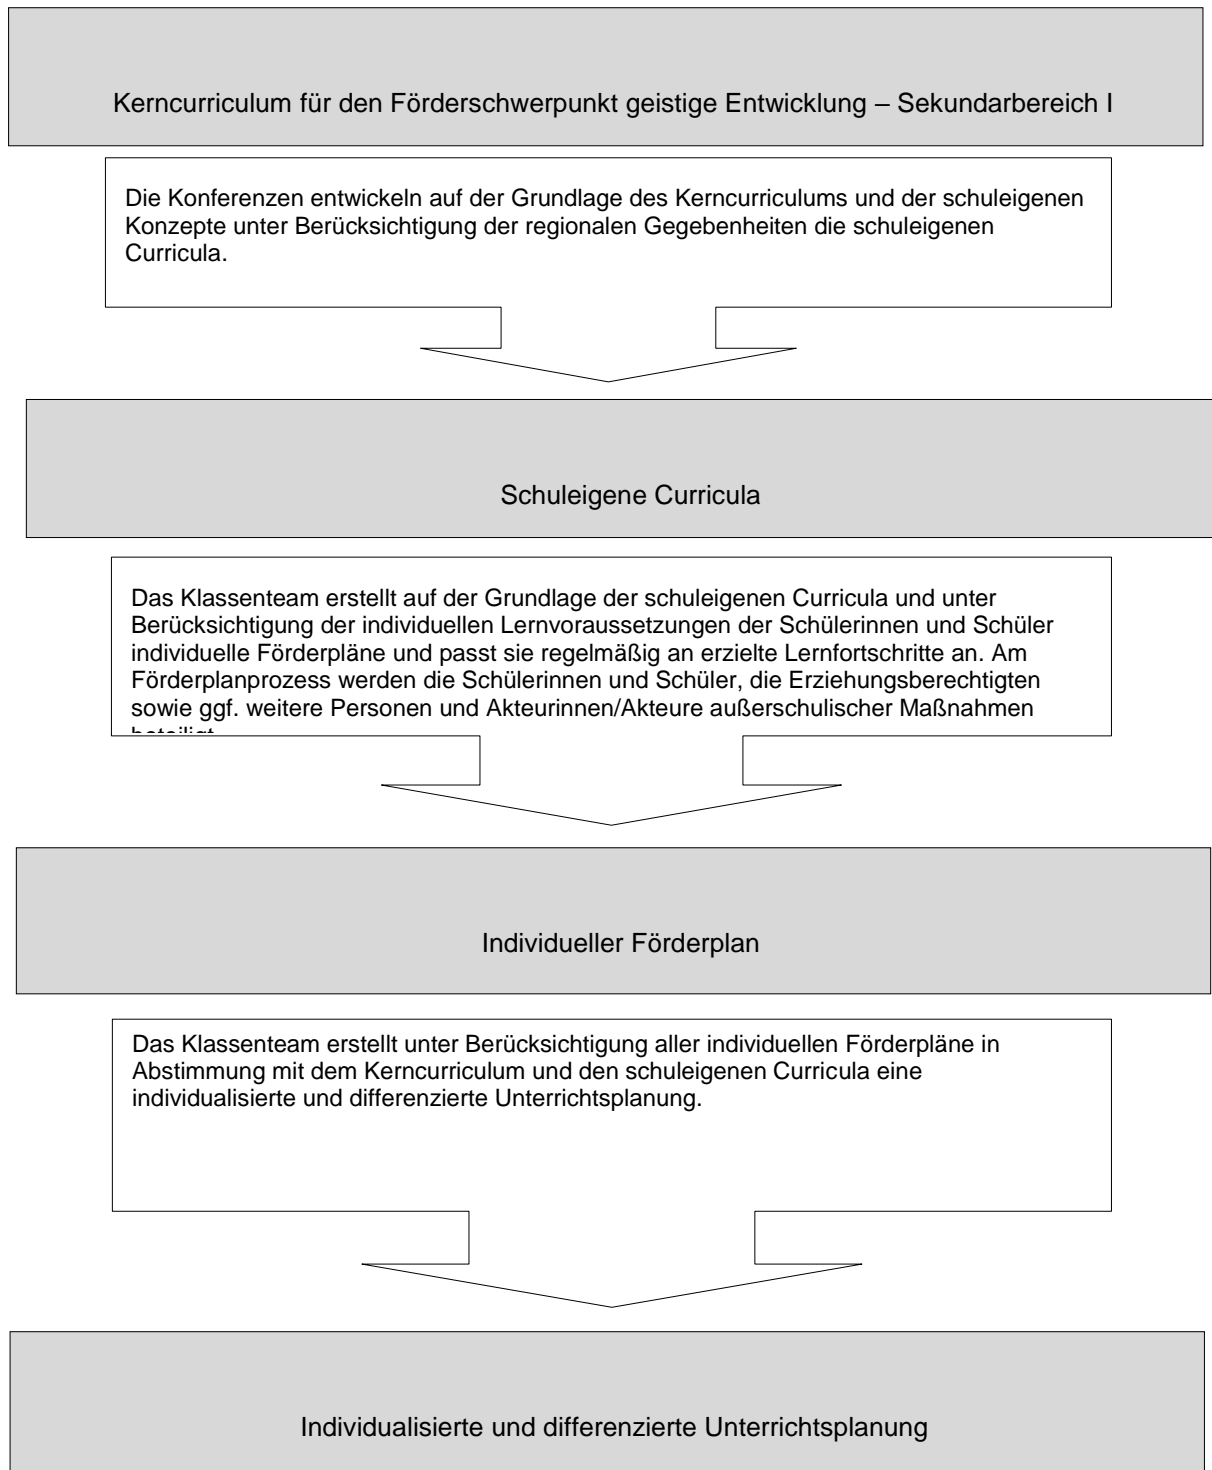 Kerncurriculum für den Förderschwerpunkt geistige Entwicklung – Sekundarbereich I
Die Konferenzen entwickeln auf der Grundlage des Kerncurriculums und der schuleigenen
Konzepte unter Berücksichtigung der regionalen Gegebenheiten die schuleigenen
Curricula.
Schuleigene Curricula
Das Klassenteam erstellt auf der Grundlage der schuleigenen Curricula und unter
Berücksichtigung der individuellen Lernvoraussetzungen der Schülerinnen und Schüler
individuelle Förderpläne und passt sie regelmäßig an erzielte Lernfortschritte an. Am
Förderplanprozess werden die Schülerinnen und Schüler, die Erziehungsberechtigten
sowie ggf. weitere Personen und Akteurinnen/Akteure außerschulischer Maßnahmen
Individueller Förderplan
Das Klassenteam erstellt unter Berücksichtigung aller individuellen Förderpläne in
Abstimmung mit dem Kerncurriculum und den schuleigenen Curricula eine
individualisierte und differenzierte Unterrichtsplanung.
Individualisierte und differenzierte Unterrichtsplanung